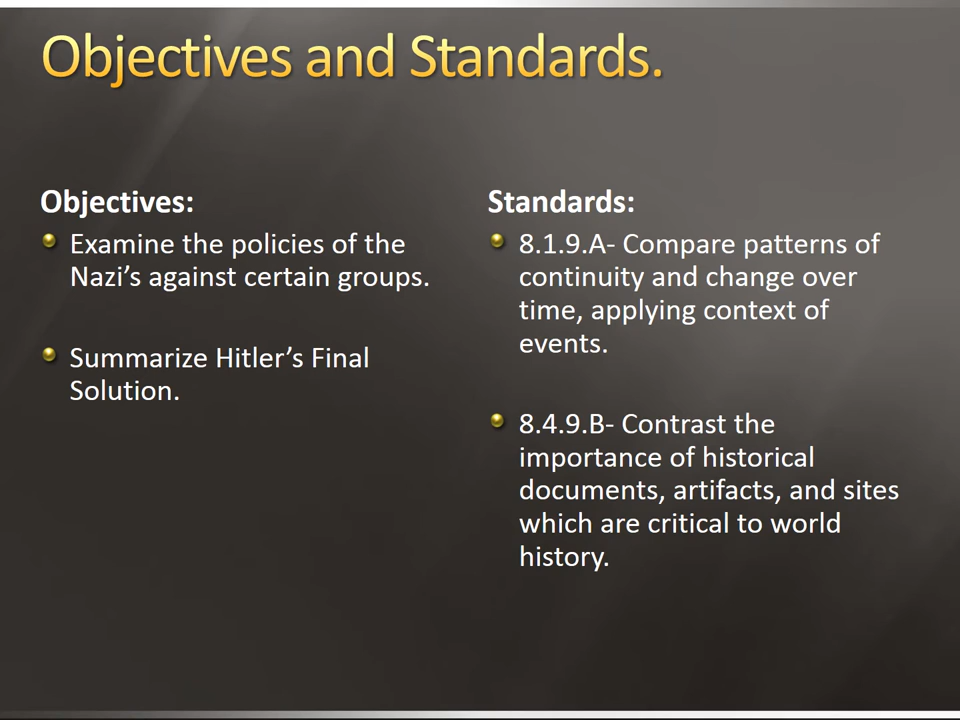 Objectives and Standards.
Objectives:
Examine the policies of the
Nazi’s against certain groups.
Summarize Hitler’s Final
Solution.
Standards:
8.1.9.A- Compare patterns of
continuity and change over
time, applying context of
events.
8.4.9.B- Contrast the
importance of historical
documents, artifacts, and sites
which are critical to world
history.